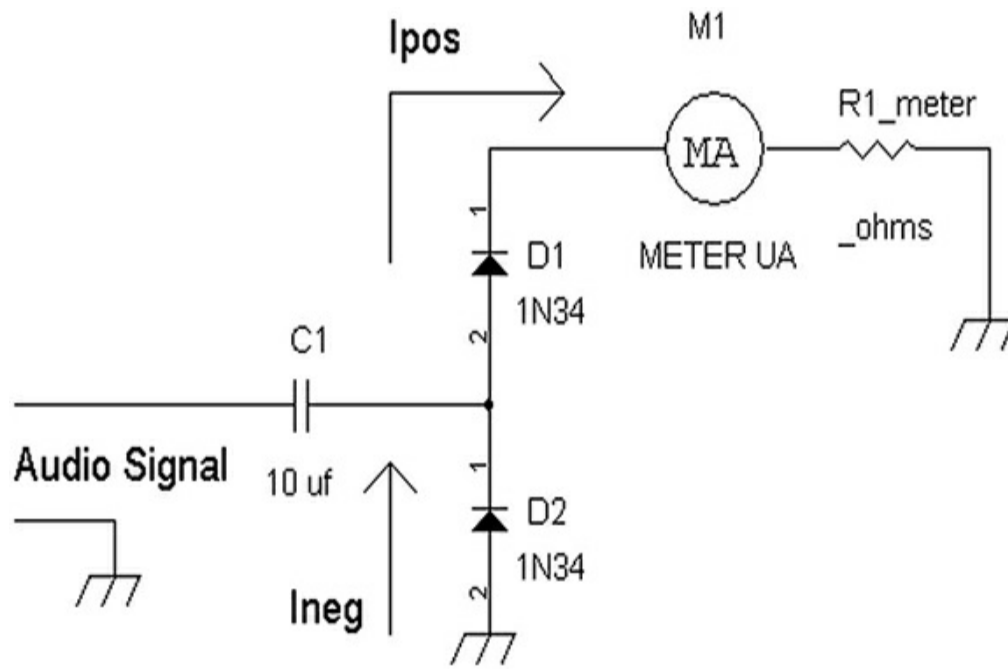 Ipos
M1
R1_meter
MA
_ohms
METER UA
1
D1
1N34
2
C1
10 uf
Audio Signal
1
D2
1N34
2
Ineg